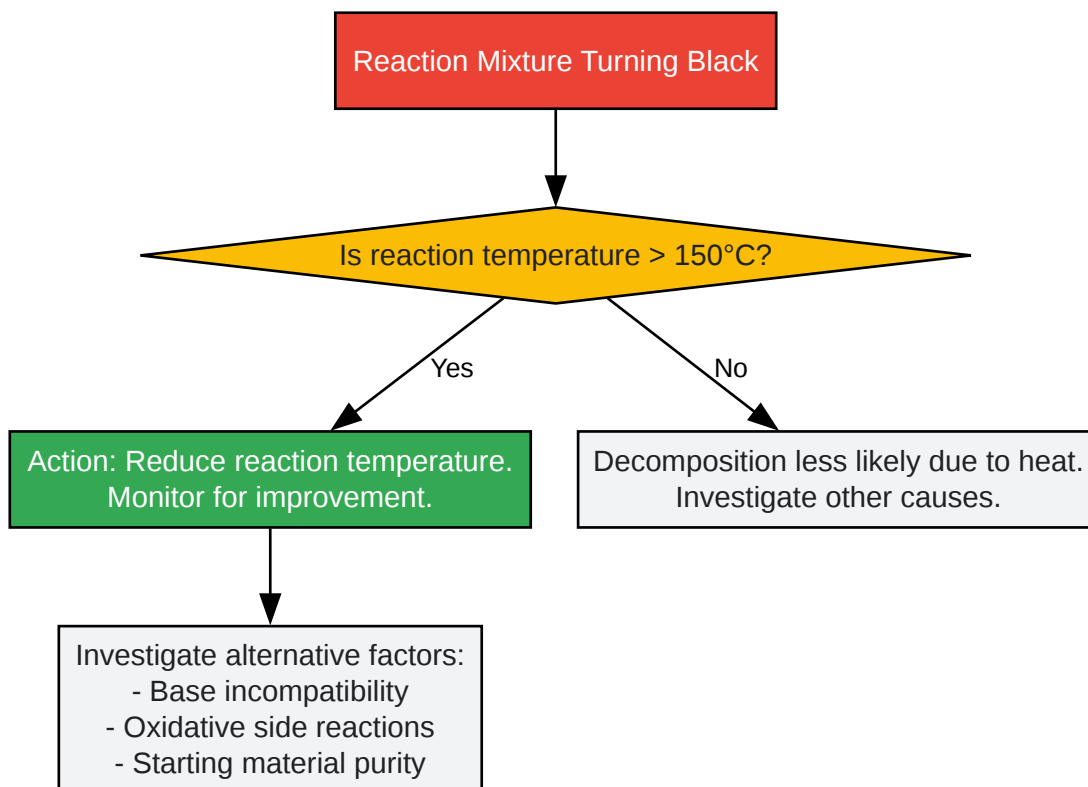 Reaction Mixture Turning Black
Is reaction temperature > 150°C?
Yes
No
Action: Reduce reaction temperature.
Monitor for improvement.
Decomposition less likely due to heat.
Investigate other causes.
Investigate alternative factors:
- Base incompatibility
- Oxidative side reactions
- Starting material purity